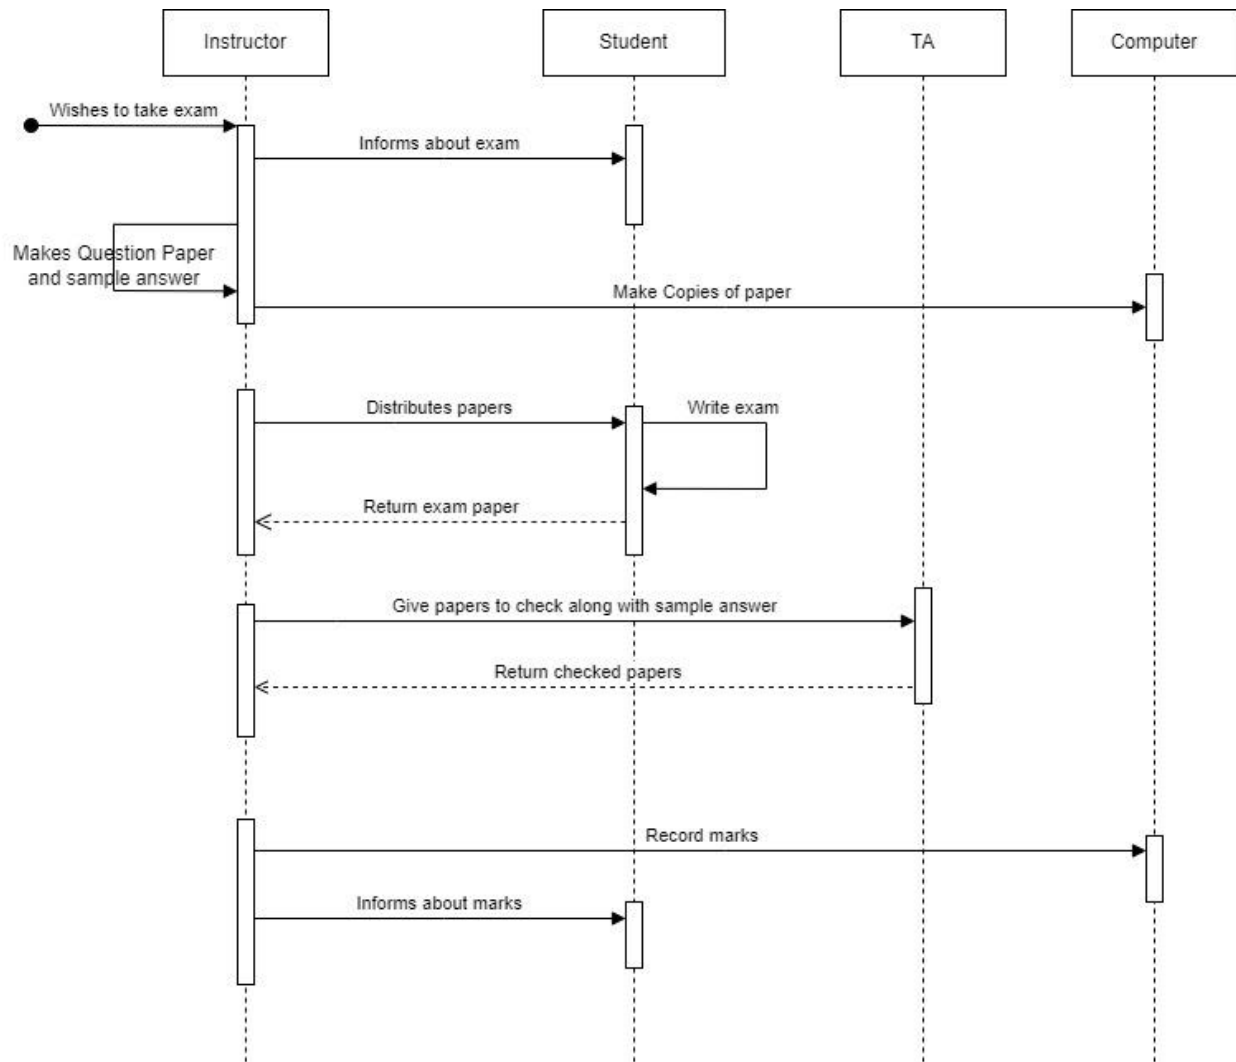 Instructor
Student
TA
Computer
Wishes to take exam
Informs about exam
Makes Question Paper
and sample answer
Make Copies of paper
Distributes papers
Write exam
Return exam paper
Give papers to check along with sample answer
Return checked papers
Record marks
Informs about marks